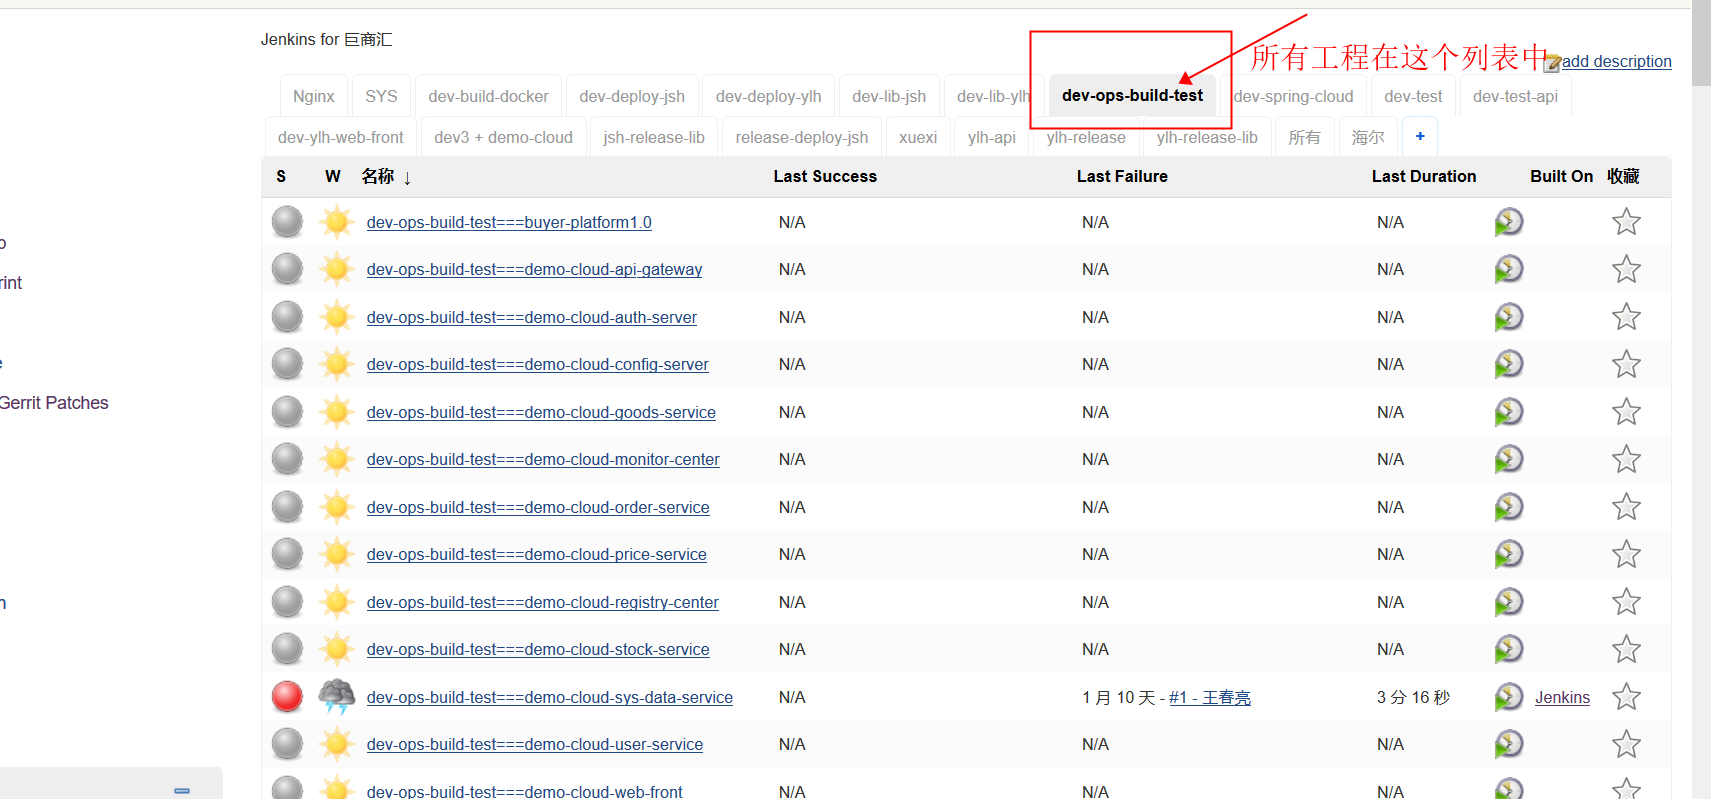 Jenkins for 巨商汇
所有工程在这个列表中
add description
Nginx SYS dev-build-docker dev-deploy-jsh dev-deploy-ylh dev-lib-jsh dev-lib-ylh dev-ops-build-test dev-spring-cloud dev-test dev-test-api
dev-ylh-web-front dev3 + demo-cloud jsh-release-lib release-deploy-jsh xuexi ylh-api ylh-release ylh-release-lib 所有 海尔 +
S W 名称 ↓ Last Success Last Failure Last Duration Built On 收藏
dev-ops-build-test===buyer-platform1.0 N/A N/A N/A
o
dev-ops-build-test===demo-cloud-api-gateway N/A N/A N/A
rint
dev-ops-build-test===demo-cloud-auth-server N/A N/A N/A
e
dev-ops-build-test===demo-cloud-config-server N/A N/A N/A
Gerrit Patches
dev-ops-build-test===demo-cloud-goods-service N/A N/A N/A
dev-ops-build-test===demo-cloud-monitor-center N/A N/A N/A
dev-ops-build-test===demo-cloud-order-service N/A N/A N/A
dev-ops-build-test===demo-cloud-price-service N/A N/A N/A
dev-ops-build-test===demo-cloud-registry-center N/A N/A N/A
dev-ops-build-test===demo-cloud-stock-service N/A N/A N/A
dev-ops-build-test===demo-cloud-sys-data-service N/A 1 月 10 天 - #1 - 王春亮 3 分 16 秒 Jenkins
dev-ops-build-test===demo-cloud-user-service N/A N/A N/A
dev-ops-build-test===demo-cloud-web-front N/A N/A N/A